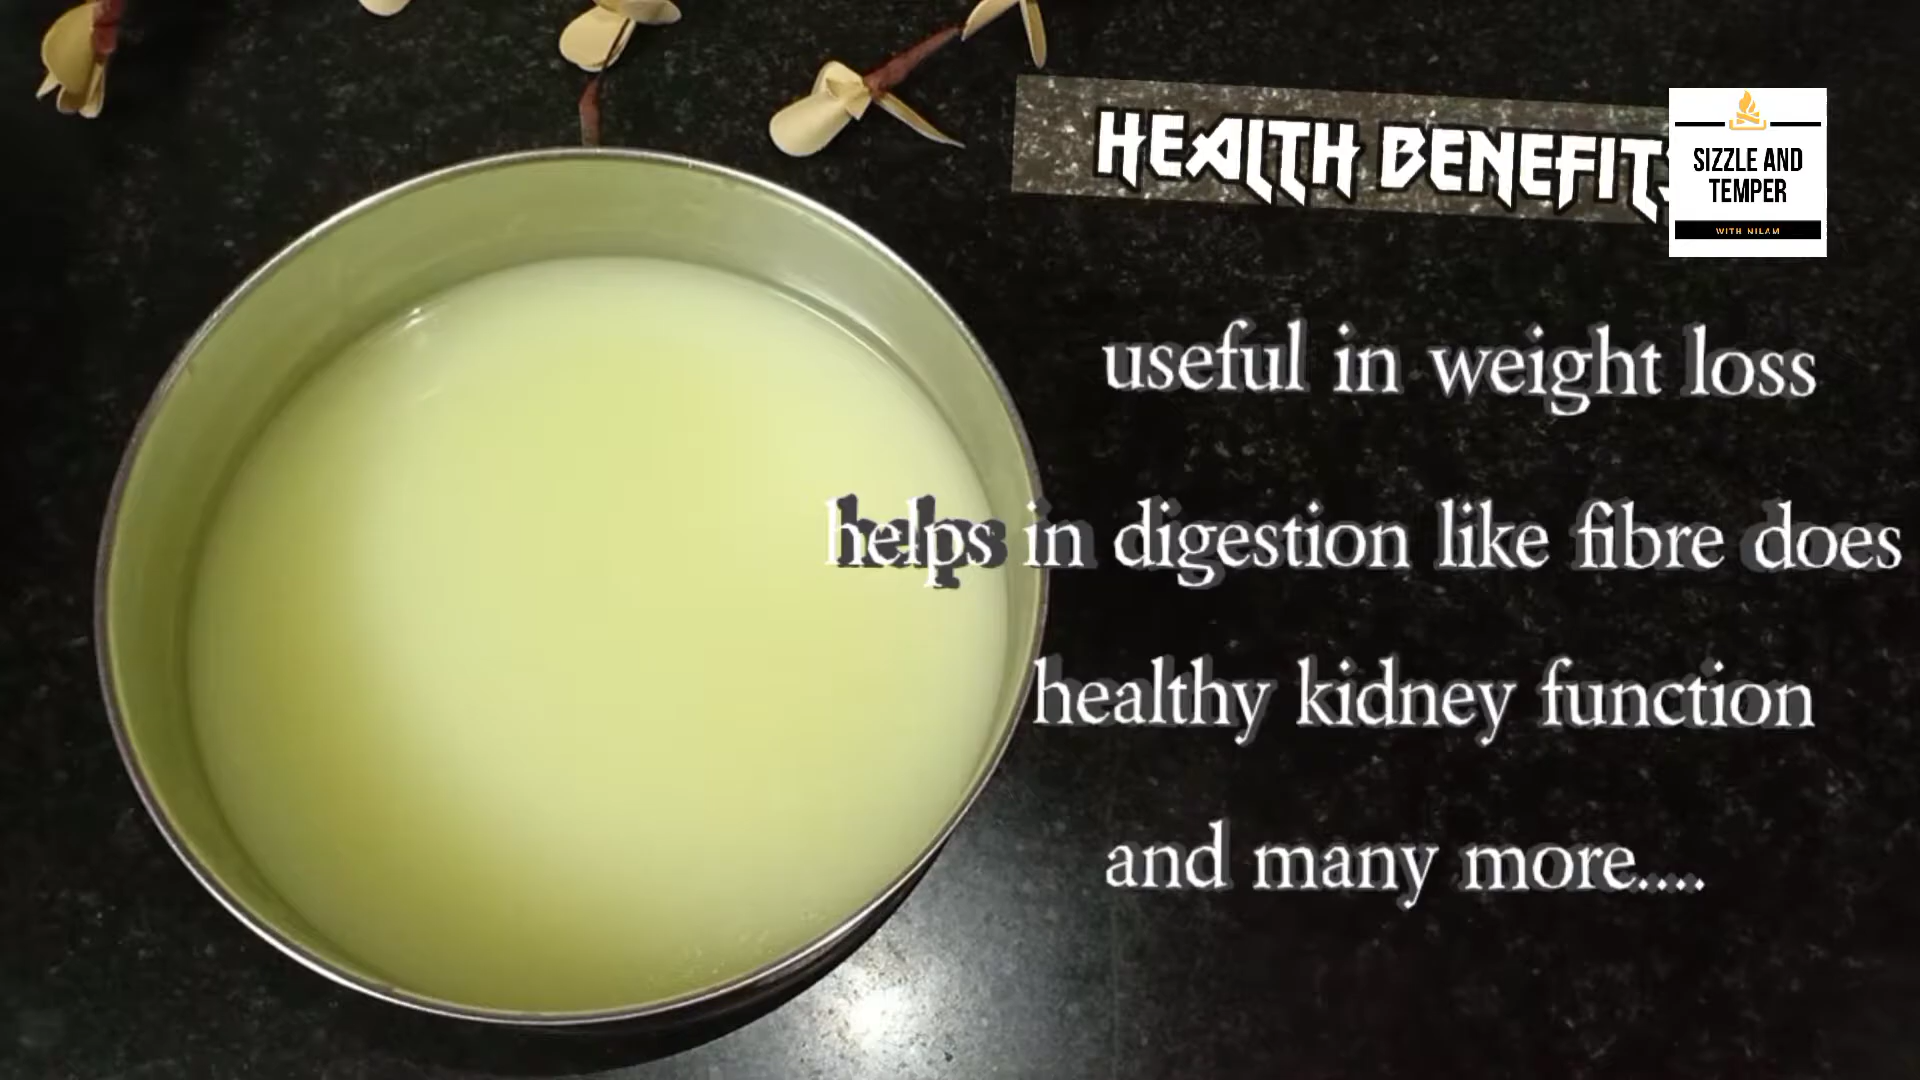 HEALTH BENEFITS
SIZZLE AND
TEMPER
WITH NILAM
useful in weight loss
helps in digestion like fibre does
healthy kidney function
and many more....